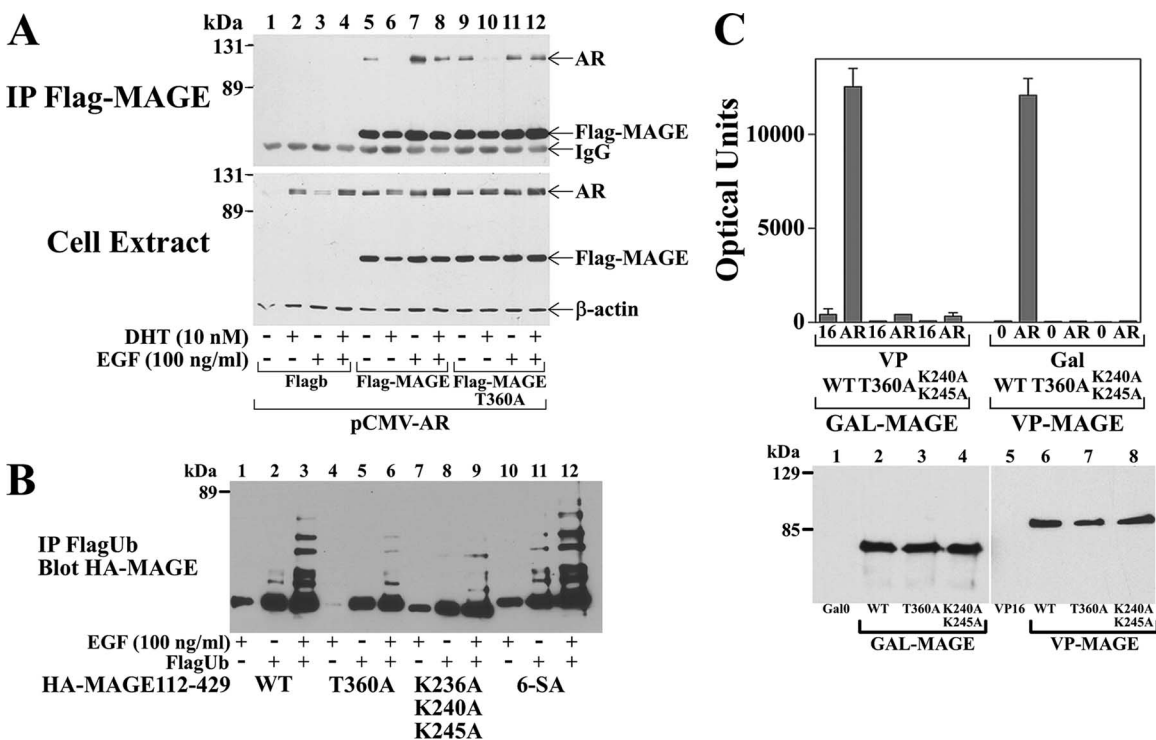 A
kDa 1 2 3 4 5 6 7 8 9 10 11 12
131
AR
IP Flag-MAGE
89
Flag-MAGE
IgG
131
AR
89
Cell Extract
Flag-MAGE
β-actin
- + - + - + - + - + - + DHT (10 nM)
- - + + - - + + - - + + EGF (100 ng/ml)
Flagb Flag-MAGE Flag-MAGE
T360A
pCMV-AR
B
kDa 1 2 3 4 5 6 7 8 9 10 11 12
89
IP FlagUb
Blot HA-MAGE
EGF (100 ng/ml) + - + + - + + - + + - +
FlagUb - + + - + + - + + - + +
HA-MAGE112-429 WT T360A K236A 6-SA
K240A
K245A
C
Optical Units
10000
5000
0
16 AR 16 AR 16 AR 0 AR 0 AR 0 AR
VP Gal
WT T360A K240A WT T360A K240A
K245A K245A
GAL-MAGE VP-MAGE
kDa 1 2 3 4 5 6 7 8
129
85
Gal0 WT T360A K240A VP16 WT T360A K240A
K245A K245A
GAL-MAGE VP-MAGE